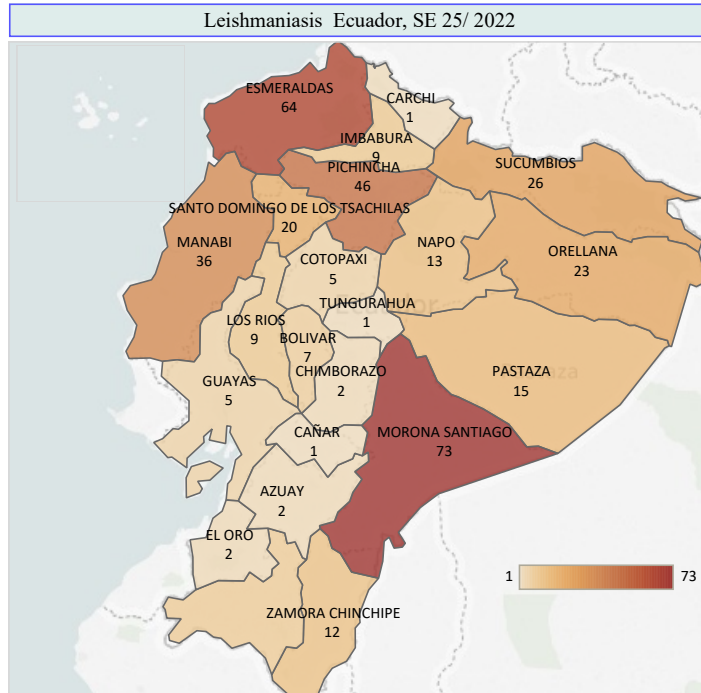 Leishmaniasis Ecuador, SE 25/ 2022
ESMERALDAS
64
CARCHI
1
IMBABURA
9
PICHINCHA
46
SUCUMBIOS
26
SANTO DOMINGO DE LOS TSACHILAS
20
MANABI
36
NAPO
13
ORELLANA
23
COTOPAXI
5
TUNGURAHUA
1
Ecuador
LOS RIOS
9
BOLIVAR
7
CHIMBORAZO
2
GUAYAS
5
PASTAZA
15
CAÑAR
1
MORONA SANTIAGO
73
AZUAY
2
EL ORO
2
ZAMORA CHINCHIPE
12
1
73